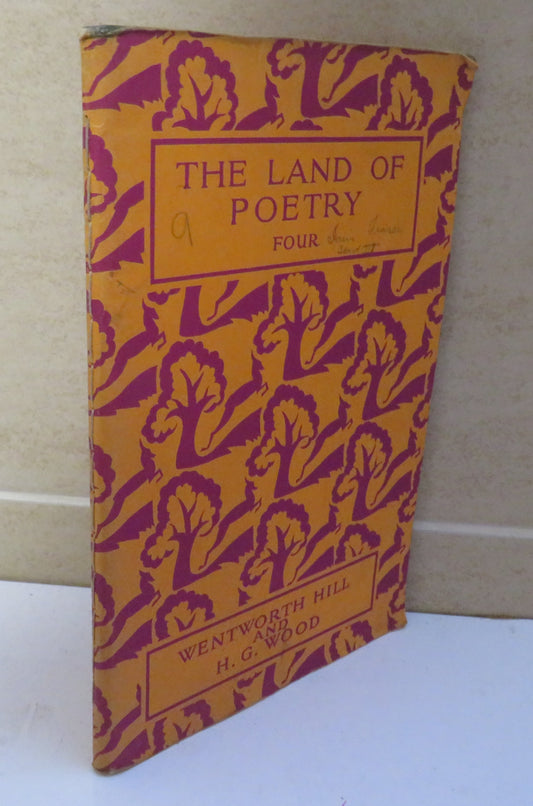 THE LAND OF
POETRY
FOUR
9
WENTWORTH HILL
AND
H. G. WOOD